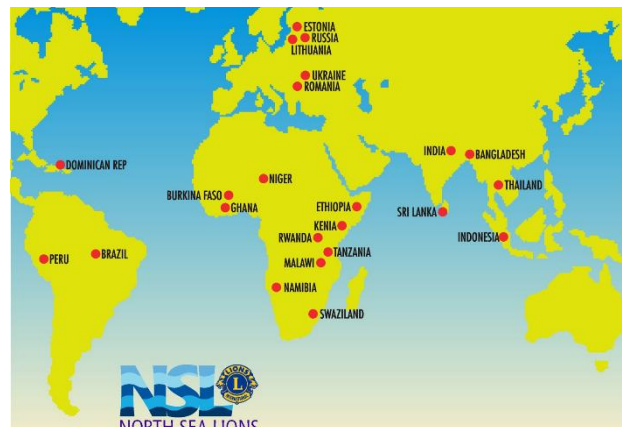 ESTONIA
RUSSIA
LITHUANIA
UKRAINE
ROMANIA
DOMINICAN REP
NIGER
INDIA
BANGLADESH
BURKINA FASO
GHANA
ETHIOPIA
THAILAND
SRI LANKA
KENIA
RWANDA
INDONESIA
PERU
BRAZIL
TANZANIA
MALAWI
NAMIBIA
SWAZILAND
NSL
LIONS
L
INTERNATIONAL
NORTH SEA LIONS